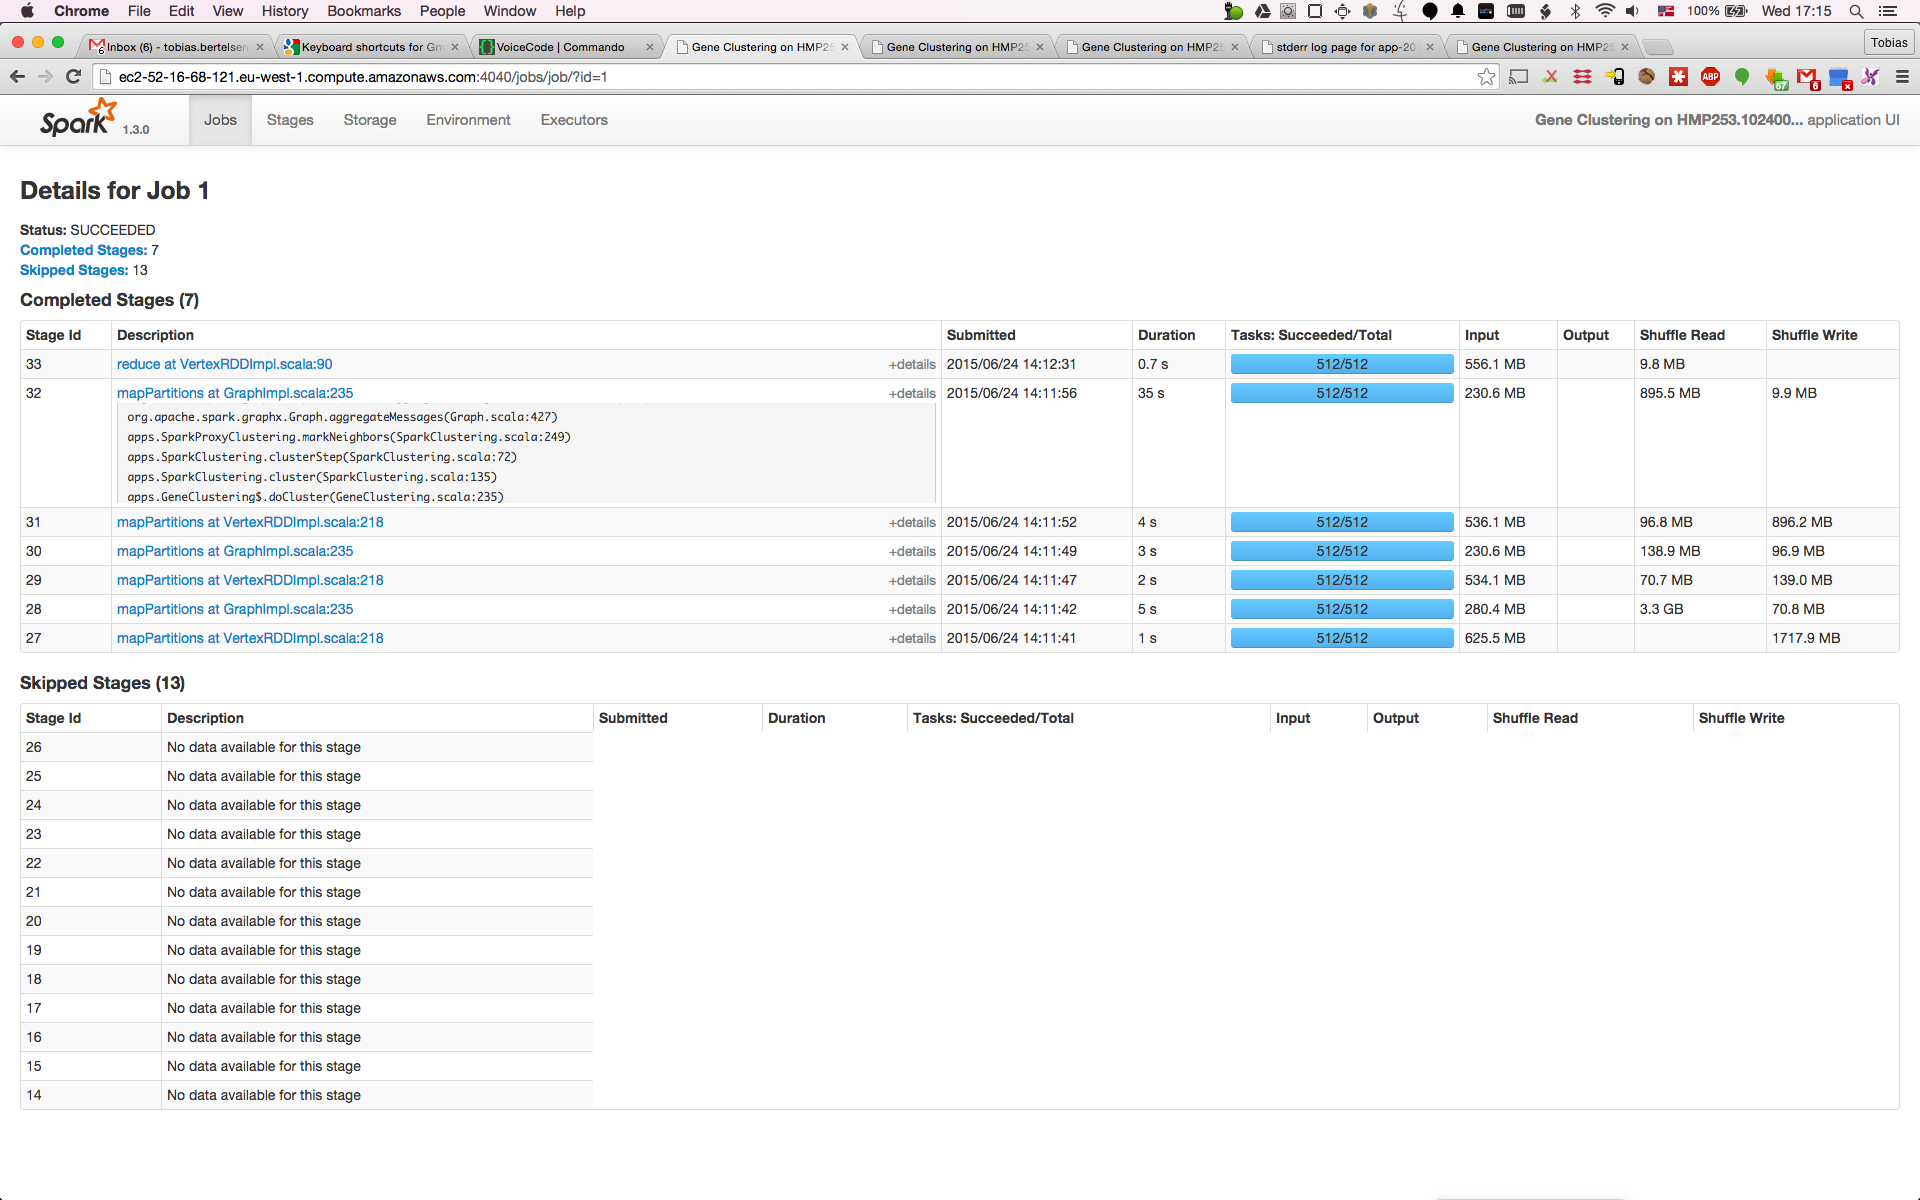 Chrome File Edit View History Bookmarks People Window Help 100% Wed 17:15
Inbox (6) - tobias.bertelsen Keyboard shortcuts for Gm VoiceCode | Commando Gene Clustering on HMP25 Gene Clustering on HMP25 Gene Clustering on HMP25 stderr log page for app-20 Gene Clustering on HMP25 Tobias
ec2-52-16-68-121.eu-west-1.compute.amazonaws.com:4040/jobs/job/?id=1
Spark 1.3.0 Jobs Stages Storage Environment Executors Gene Clustering on HMP253.102400... application UI
Details for Job 1
Status: SUCCEEDED
Completed Stages: 7
Skipped Stages: 13
Completed Stages (7)
Stage Id Description Submitted Duration Tasks: Succeeded/Total Input Output Shuffle Read Shuffle Write
33 reduce at VertexRDDImpl.scala:90 +details 2015/06/24 14:12:31 0.7 s 512/512 556.1 MB 9.8 MB
32 mapPartitions at GraphImpl.scala:235 +details 2015/06/24 14:11:56 35 s 512/512 230.6 MB 895.5 MB 9.9 MB
org.apache.spark.graphx.Graph.aggregateMessages(Graph.scala:427)
apps.SparkProxyClustering.markNeighbors(SparkClustering.scala:249)
apps.SparkClustering.clusterStep(SparkClustering.scala:72)
apps.SparkClustering.cluster(SparkClustering.scala:135)
apps.GeneClustering$.doCluster(GeneClustering.scala:235)
31 mapPartitions at VertexRDDImpl.scala:218 +details 2015/06/24 14:11:52 4 s 512/512 536.1 MB 96.8 MB 896.2 MB
30 mapPartitions at GraphImpl.scala:235 +details 2015/06/24 14:11:49 3 s 512/512 230.6 MB 138.9 MB 96.9 MB
29 mapPartitions at VertexRDDImpl.scala:218 +details 2015/06/24 14:11:47 2 s 512/512 534.1 MB 70.7 MB 139.0 MB
28 mapPartitions at GraphImpl.scala:235 +details 2015/06/24 14:11:42 5 s 512/512 280.4 MB 3.3 GB 70.8 MB
27 mapPartitions at VertexRDDImpl.scala:218 +details 2015/06/24 14:11:41 1 s 512/512 625.5 MB 1717.9 MB
Skipped Stages (13)
Stage Id Description Submitted Duration Tasks: Succeeded/Total Input Output Shuffle Read Shuffle Write
26 No data available for this stage
25 No data available for this stage
24 No data available for this stage
23 No data available for this stage
22 No data available for this stage
21 No data available for this stage
20 No data available for this stage
19 No data available for this stage
18 No data available for this stage
17 No data available for this stage
16 No data available for this stage
15 No data available for this stage
14 No data available for this stage